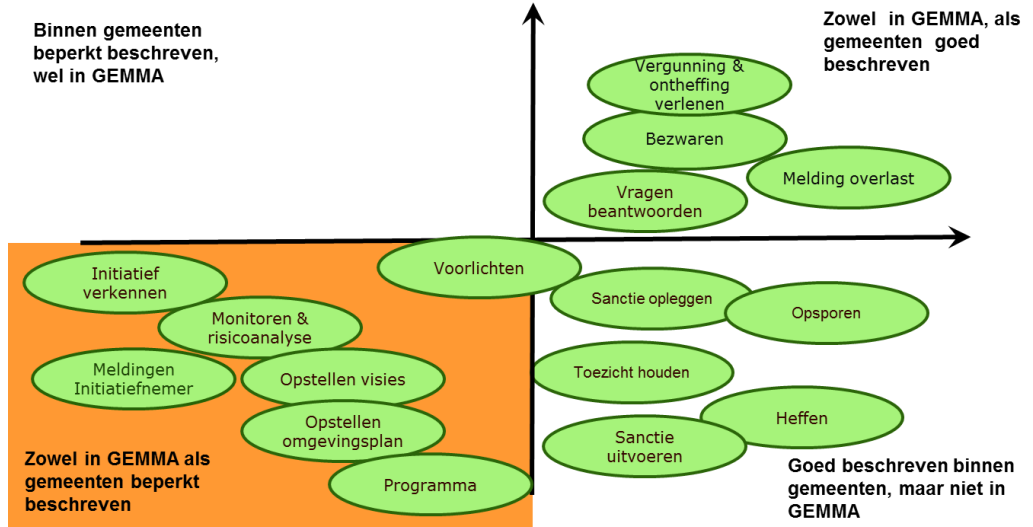 Binnen gemeenten
beperkt beschreven,
wel in GEMMA
Zowel in GEMMA, als
gemeenten goed
beschreven
Vergunning &
ontheffing
verlenen
Bezwaren
Melding overlast
Vragen
beantwoorden
Voorlichten
Initiatief
verkennen
Monitoren &
risicoanalyse
Meldingen
Initiatiefnemer
Opstellen visies
Opstellen
omgevingsplan
Programma
Zowel in GEMMA als
gemeenten beperkt
beschreven
Sanctie opleggen
Opsporen
Toezicht houden
Heffen
Sanctie
uitvoeren
Goed beschreven binnen
gemeenten, maar niet in
GEMMA